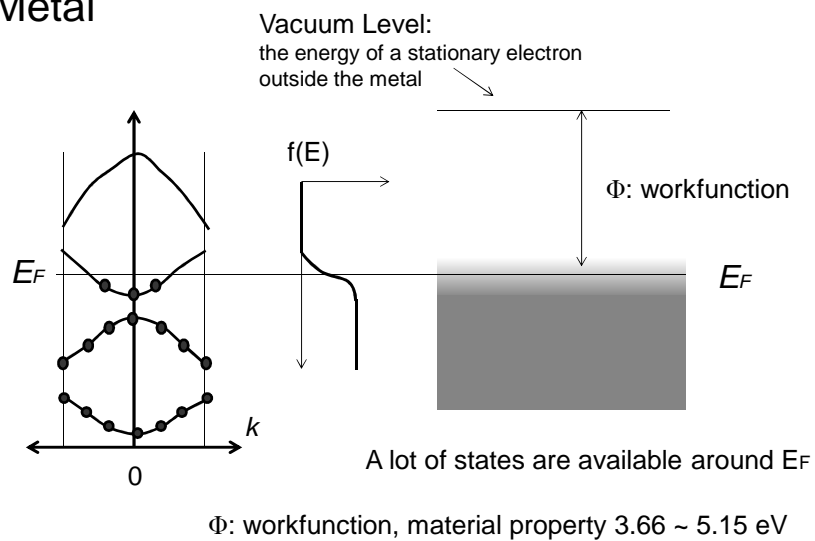 Metal
Vacuum Level:
the energy of a stationary electron
outside the metal
f(E)
Φ: workfunction
EF
EF
k
0
A lot of states are available around EF
Φ: workfunction, material property 3.66 ~ 5.15 eV